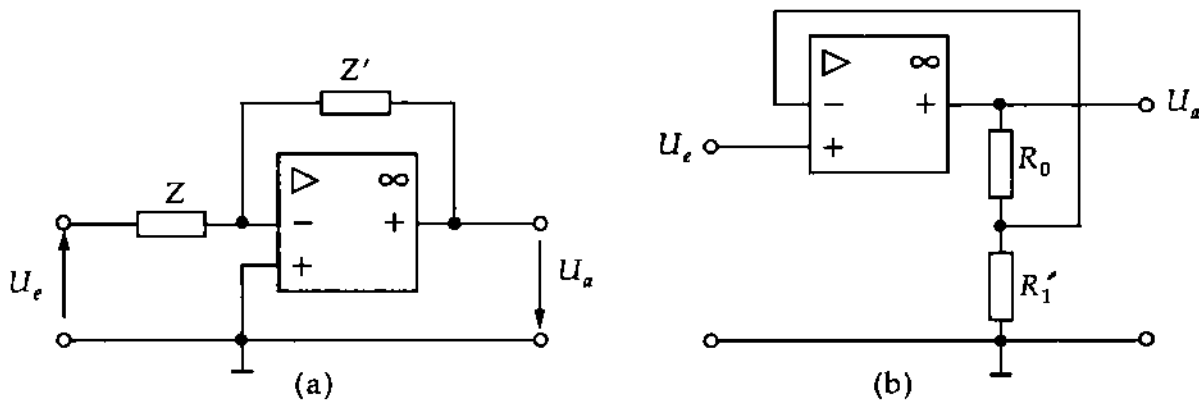 Z'
▷ ∞
Z
− +
+
U_e
U_a
(a)
▷ ∞
− +
U_a
U_e
+
R_0
R_1'
(b)